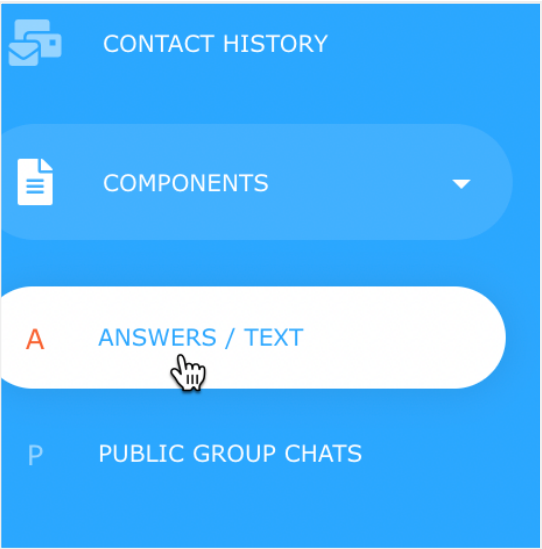 CONTACT HISTORY
COMPONENTS
A ANSWERS / TEXT
P PUBLIC GROUP CHATS